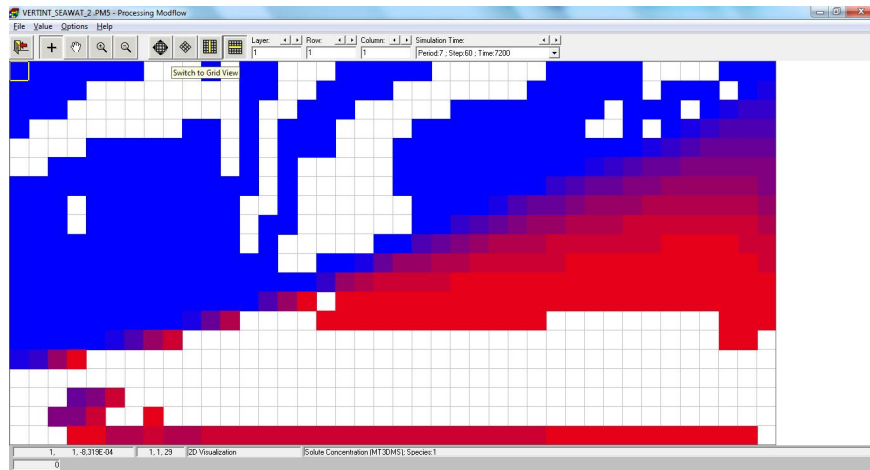 VERTINT_SEAWAT_2 .PM5 - Processing Modflow
File Value Options Help
Layer: Row: Column: Simulation Time:
1 1 1 Period:7 ; Step:60 ; Time:7200
Switch to Grid View
1, 1,-8,319E-04 1, 1, 29 2D Visualization Solute Concentration (MT3DMS); Species:1
0